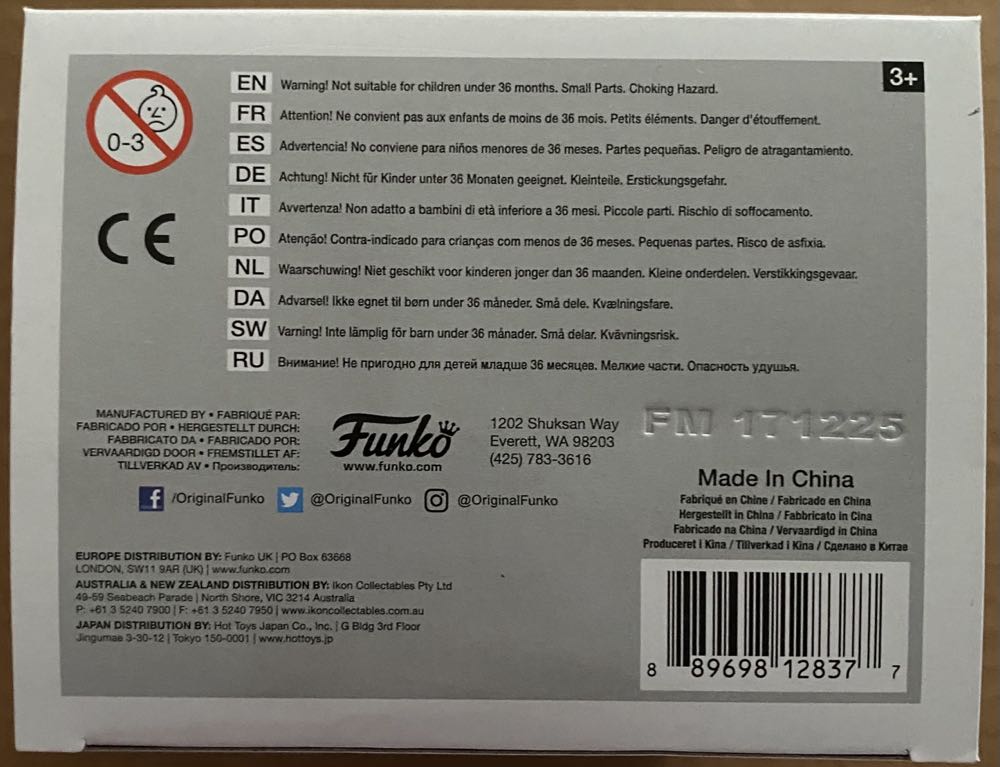 3+
0-3
CE
EN Warning! Not suitable for children under 36 months. Small Parts. Choking Hazard.
FR Attention! Ne convient pas aux enfants de moins de 36 mois. Petits éléments. Danger d'étouffement.
ES Advertencia! No conviene para niños menores de 36 meses. Partes pequeñas. Peligro de atragantamiento.
DE Achtung! Nicht für Kinder unter 36 Monaten geeignet. Kleinteile. Erstickungsgefahr.
IT Avvertenza! Non adatto a bambini di età inferiore a 36 mesi. Piccole parti. Rischio di soffocamento.
PO Atenção! Contra-indicado para crianças com menos de 36 meses. Pequenas partes. Risco de asfixia.
NL Waarschuwing! Niet geschikt voor kinderen jonger dan 36 maanden. Kleine onderdelen. Verstikkingsgevaar.
DA Advarsel! Ikke egnet til børn under 36 måneder. Små dele. Kvælningsfare.
SW Varning! Inte lämplig för barn under 36 månader. Små delar. Kvävningsrisk.
RU Внимание! Не пригодно для детей младше 36 месяцев. Мелкие части. Опасность удушья.
MANUFACTURED BY • FABRIQUÉ PAR:
FABRICADO POR • HERGESTELLT DURCH:
FABBRICATO DA • FABRICADO POR:
VERVAARDIGD DOOR • FREMSTILLET AF:
TILLVERKAD AV • Производитель:
Funko
www.funko.com
1202 Shuksan Way
Everett, WA 98203
(425) 783-3616
FM 171225
/OriginalFunko @OriginalFunko @OriginalFunko
Made In China
Fabriqué en Chine / Fabricado en China
Hergestellt in China / Fabbricato in Cina
Fabricado na China / Vervaardigd in China
Produceret i Kina / Tillverkad i Kina / Сделано в Китае
EUROPE DISTRIBUTION BY: Funko UK | PO Box 63668
LONDON, SW11 9AR (UK) | www.funko.com
AUSTRALIA & NEW ZEALAND DISTRIBUTION BY: Ikon Collectables Pty Ltd
49-59 Seabeach Parade | North Shore, VIC 3214 Australia
P: +61 3 5240 7900 | F: +61 3 5240 7950 | www.ikoncollectables.com.au
JAPAN DISTRIBUTION BY: Hot Toys Japan Co., Inc. | G Bldg 3rd Floor
Jingumae 3-30-12 | Tokyo 150-0001 | www.hottoys.jp
8 89698 12837 7